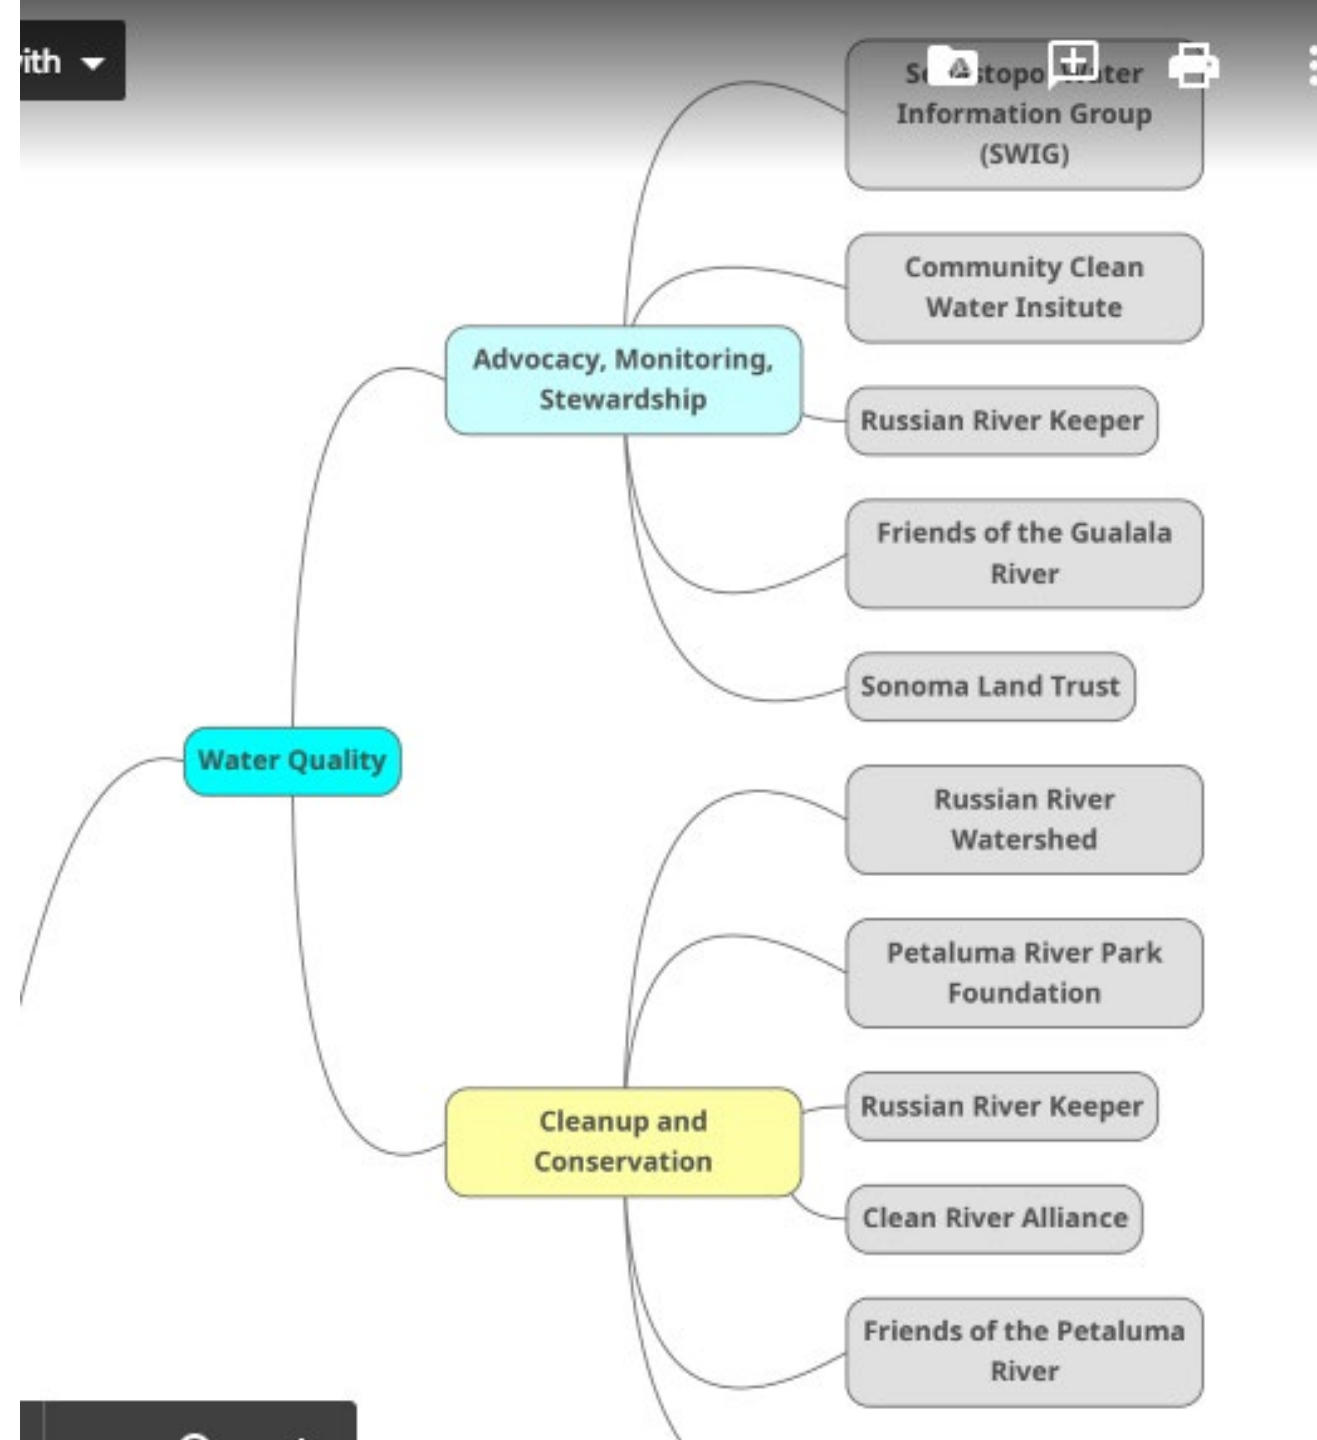 ith
Information Group
(SWIG)
Community Clean
Water Insitute
Advocacy, Monitoring,
Stewardship
Russian River Keeper
Friends of the Gualala
River
Sonoma Land Trust
Water Quality
Russian River
Watershed
Petaluma River Park
Foundation
Cleanup and
Conservation
Russian River Keeper
Clean River Alliance
Friends of the Petaluma
River